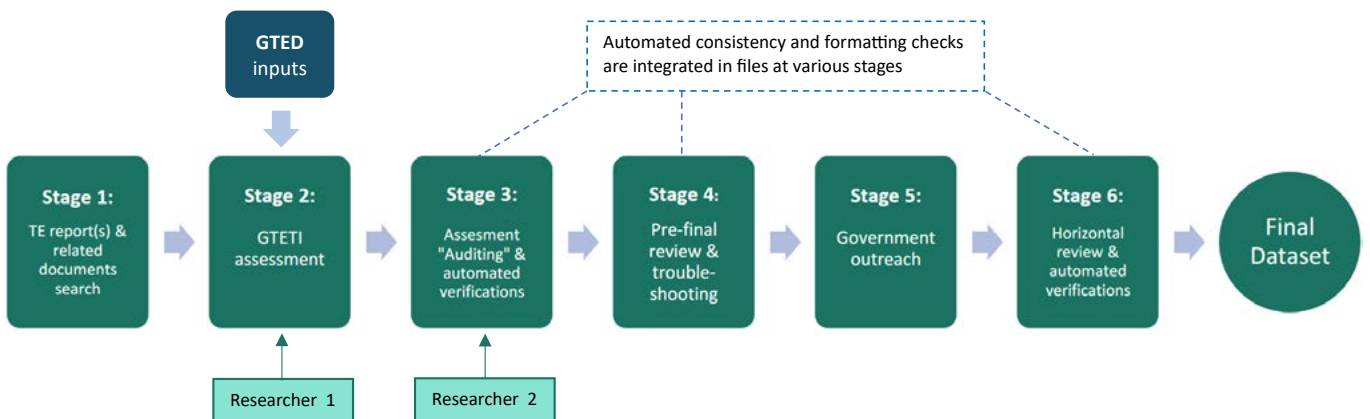 GTED
inputs
Automated consistency and formatting checks
are integrated in files at various stages
Stage 1:
TE report(s) &
related
documents
search
Stage 2:
GTETI
assessment
Stage 3:
Assesment
"Auditing" &
automated
verifications
Stage 4:
Pre-final
review &
trouble-
shooting
Stage 5:
Government
outreach
Stage 6:
Horizontal
review &
automated
verifications
Final
Dataset
Researcher 1
Researcher 2